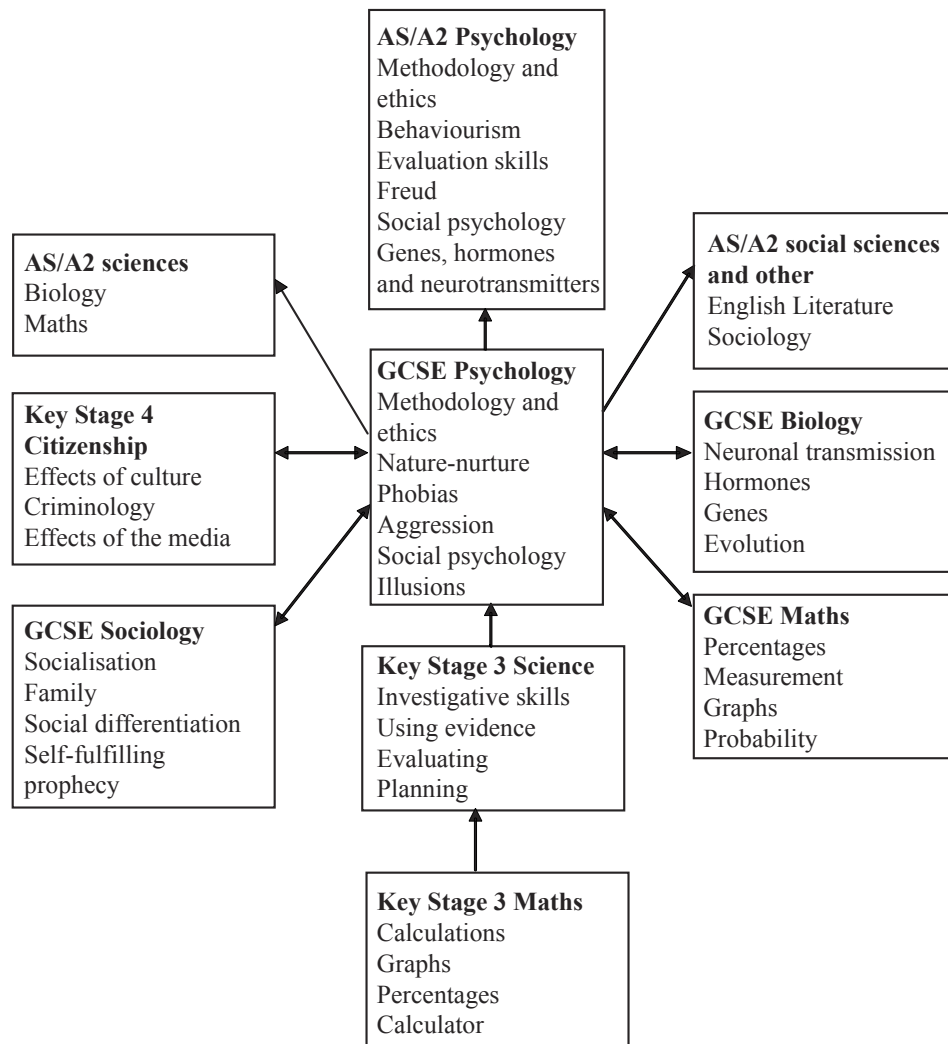 AS/A2 Psychology
Methodology and
ethics
Behaviourism
Evaluation skills
Freud
Social psychology
Genes, hormones
and neurotransmitters
AS/A2 sciences
Biology
Maths
AS/A2 social sciences
and other
English Literature
Sociology
GCSE Psychology
Methodology and
ethics
Nature-nurture
Phobias
Aggression
Social psychology
Illusions
Key Stage 4
Citizenship
Effects of culture
Criminology
Effects of the media
GCSE Biology
Neuronal transmission
Hormones
Genes
Evolution
GCSE Sociology
Socialisation
Family
Social differentiation
Self-fulfilling
prophecy
Key Stage 3 Science
Investigative skills
Using evidence
Evaluating
Planning
GCSE Maths
Percentages
Measurement
Graphs
Probability
Key Stage 3 Maths
Calculations
Graphs
Percentages
Calculator